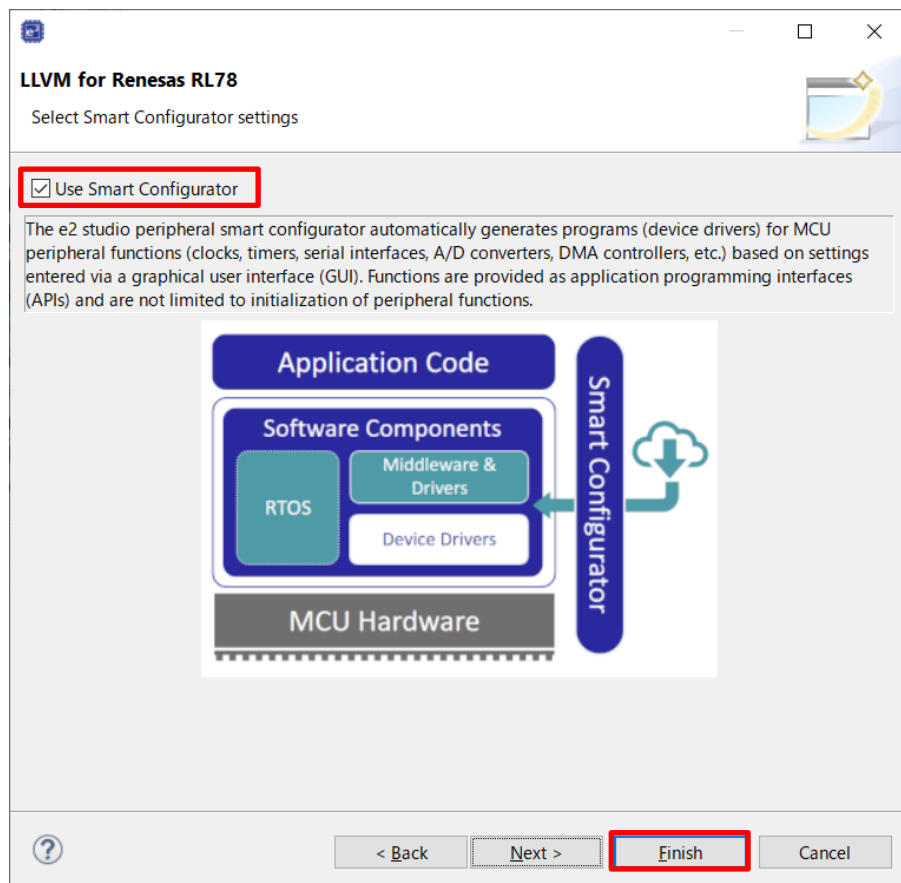 e²
LLVM for Renesas RL78
Select Smart Configurator settings
Use Smart Configurator
The e2 studio peripheral smart configurator automatically generates programs (device drivers) for MCU
peripheral functions (clocks, timers, serial interfaces, A/D converters, DMA controllers, etc.) based on settings
entered via a graphical user interface (GUI). Functions are provided as application programming interfaces
(APIs) and are not limited to initialization of peripheral functions.
Application Code
Software Components
RTOS
Middleware &
Drivers
Device Drivers
MCU Hardware
Smart Configurator
?
< Back
Next >
Finish
Cancel